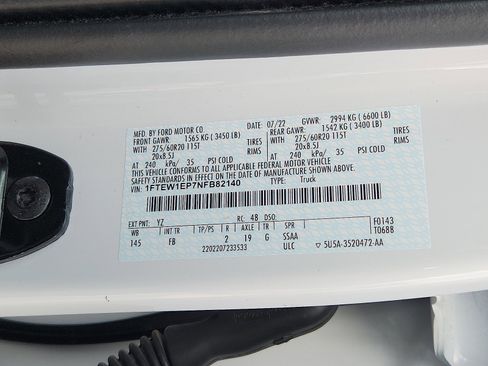 MFD. BY FORD MOTOR CO
DATE: 07/22 GVWR: 2994 KG (6600 LB)
FRONT GAWR: 1565 KG (3450 LB) REAR GAWR: 1542 KG (3400 LB)
WITH 275/60R20 115T TIRES WITH 275/60R20 115T TIRES
20x8.5J RIMS 20x8.5J RIMS
AT 240 kPa/ 35 PSI COLD AT 240 kPa/ 35 PSI COLD
THIS VEHICLE CONFORMS TO ALL APPLICABLE FEDERAL MOTOR VEHICLE
SAFETY STANDARDS IN EFFECT ON THE DATE OF MANUFACTURE SHOWN ABOVE.
VIN: 1FTEW1EP7NFB82140 TYPE: Truck
EXT PNT: YZ RC: 4B DSO: F0143
WB INT TR TP/PS R AXLE TR SPR T0688
145 FB 2 19 G SSAA
2202207233533 ULC 5U5A-3520472-AA